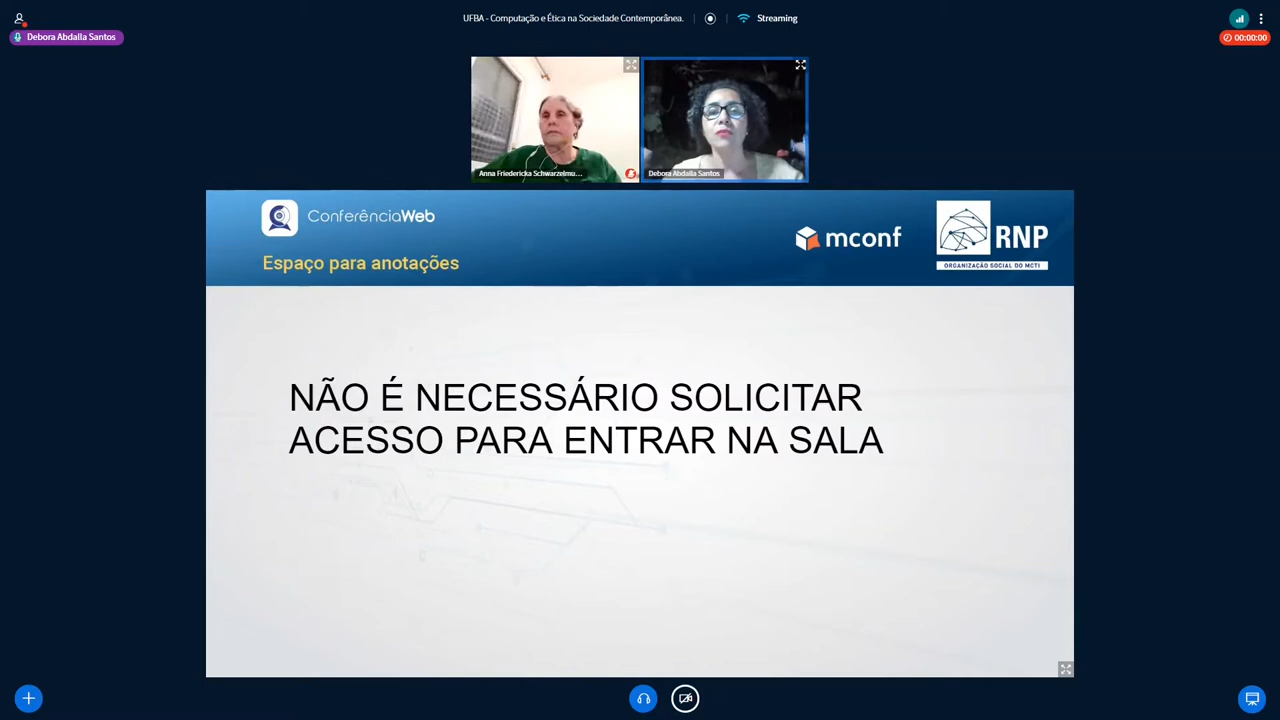 UFBA - Computação e Ética na Sociedade Contemporânea.
Streaming
Debora Abdalla Santos
00:00:00
Anna Friedericka Schwarzelmu...
Debora Abdalla Santos
ConferênciaWeb
Espaço para anotações
mconf
RNP
ORGANIZAÇÃO SOCIAL DO MCTI
NÃO É NECESSÁRIO SOLICITAR
ACESSO PARA ENTRAR NA SALA